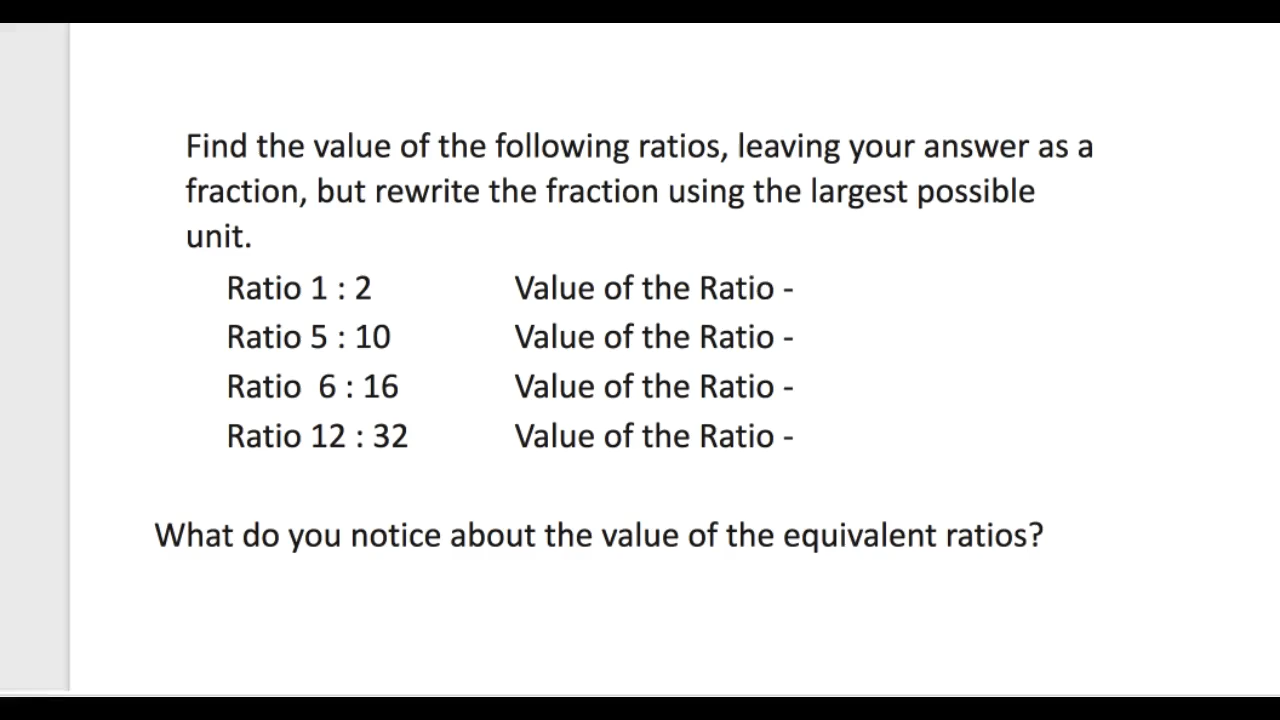 Find the value of the following ratios, leaving your answer as a
fraction, but rewrite the fraction using the largest possible
unit.
Ratio 1 : 2 Value of the Ratio -
Ratio 5 : 10 Value of the Ratio -
Ratio  6 : 16 Value of the Ratio -
Ratio 12 : 32 Value of the Ratio -
What do you notice about the value of the equivalent ratios?